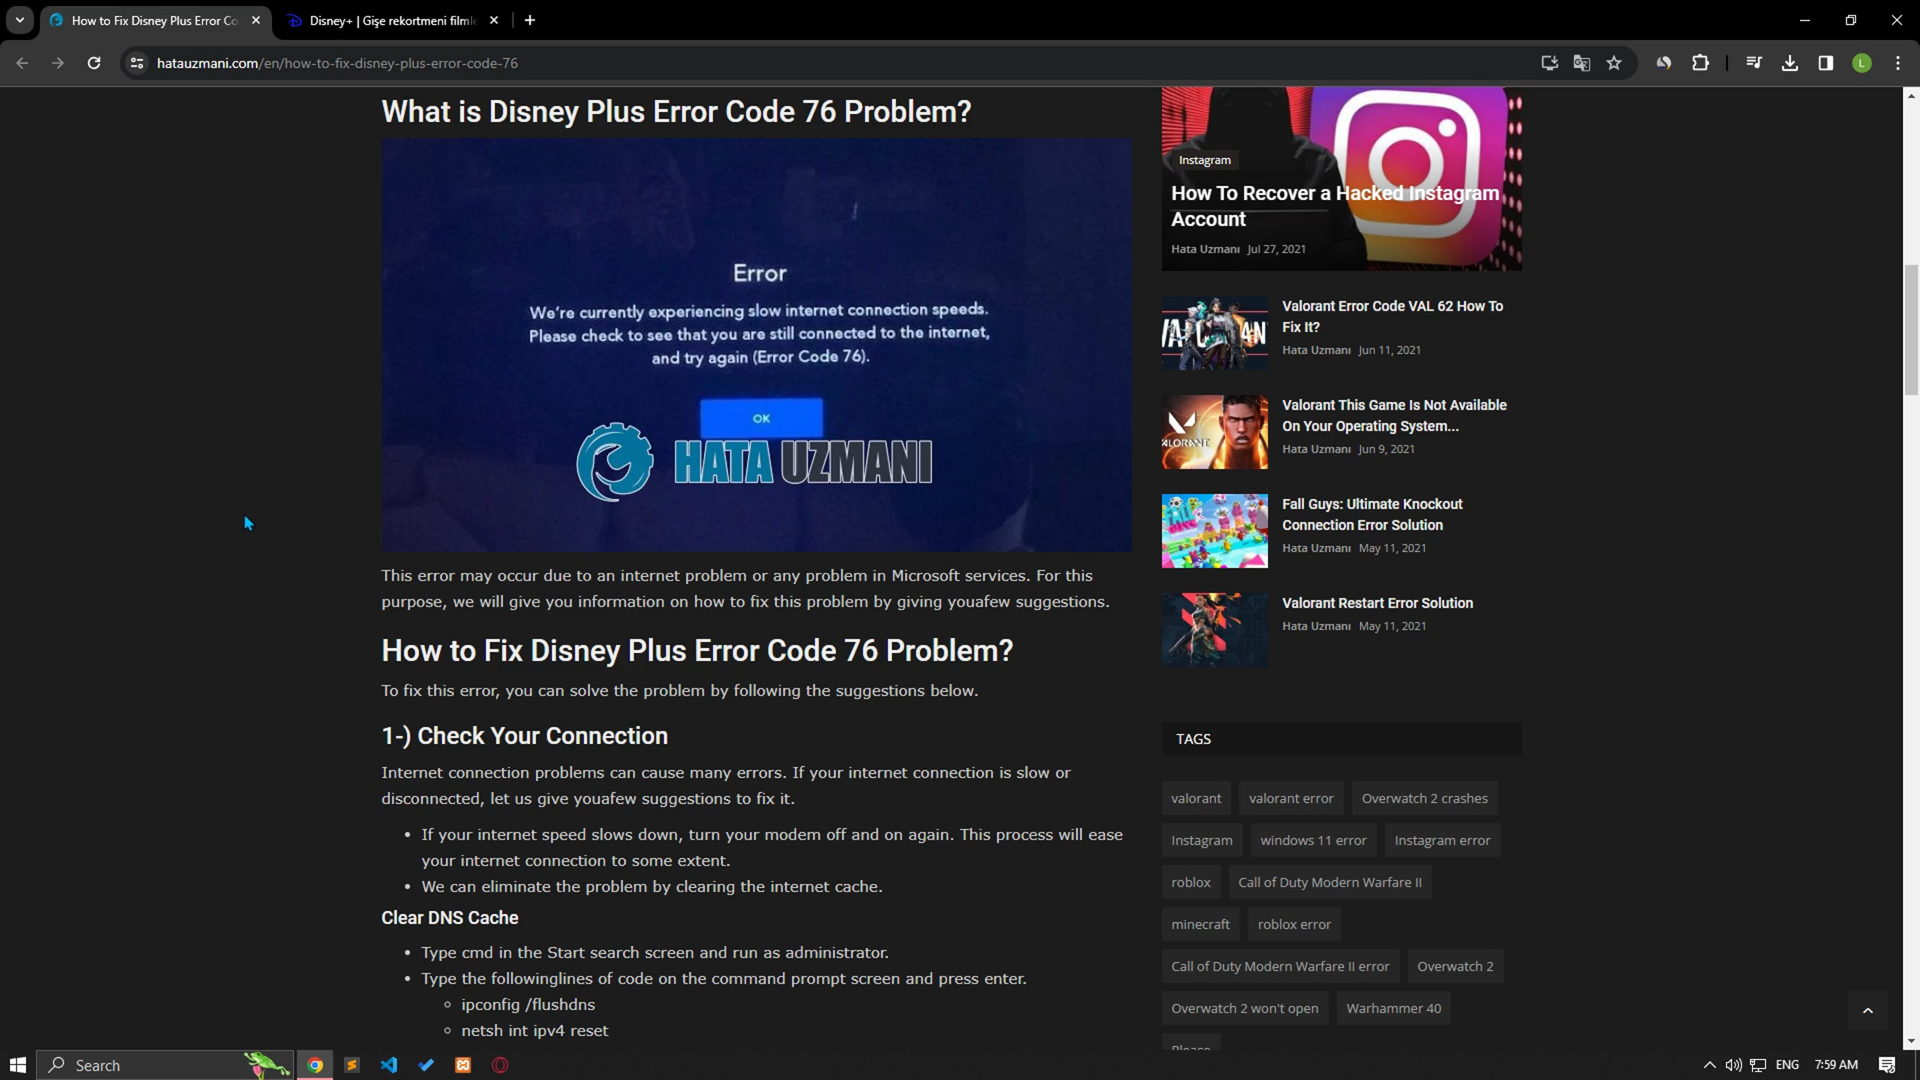 How to Fix Disney Plus Error Co
Disney+ | Gişe rekortmeni filmle
hatauzmani.com/en/how-to-fix-disney-plus-error-code-76
L
What is Disney Plus Error Code 76 Problem?
Error
We're currently experiencing slow internet connection speeds.
Please check to see that you are still connected to the internet,
and try again (Error Code 76).
OK
HATA UZMANI
This error may occur due to an internet problem or any problem in Microsoft services. For this
purpose, we will give you information on how to fix this problem by giving youafew suggestions.
How to Fix Disney Plus Error Code 76 Problem?
To fix this error, you can solve the problem by following the suggestions below.
1-) Check Your Connection
Internet connection problems can cause many errors. If your internet connection is slow or
disconnected, let us give youafew suggestions to fix it.
• If your internet speed slows down, turn your modem off and on again. This process will ease
your internet connection to some extent.
• We can eliminate the problem by clearing the internet cache.
Clear DNS Cache
• Type cmd in the Start search screen and run as administrator.
• Type the followinglines of code on the command prompt screen and press enter.
◦ ipconfig /flushdns
◦ netsh int ipv4 reset
Instagram
How To Recover a Hacked Instagram
Account
Hata Uzmanı Jul 27, 2021
Valorant Error Code VAL 62 How To
Fix It?
Hata Uzmanı Jun 11, 2021
VALORANT
Valorant This Game Is Not Available
On Your Operating System...
Hata Uzmanı Jun 9, 2021
Fall Guys: Ultimate Knockout
Connection Error Solution
Hata Uzmanı May 11, 2021
Valorant Restart Error Solution
Hata Uzmanı May 11, 2021
TAGS
valorant
valorant error
Overwatch 2 crashes
Instagram
windows 11 error
Instagram error
roblox
Call of Duty Modern Warfare II
minecraft
roblox error
Call of Duty Modern Warfare II error
Overwatch 2
Overwatch 2 won't open
Warhammer 40
Please
Search
ENG
7:59 AM